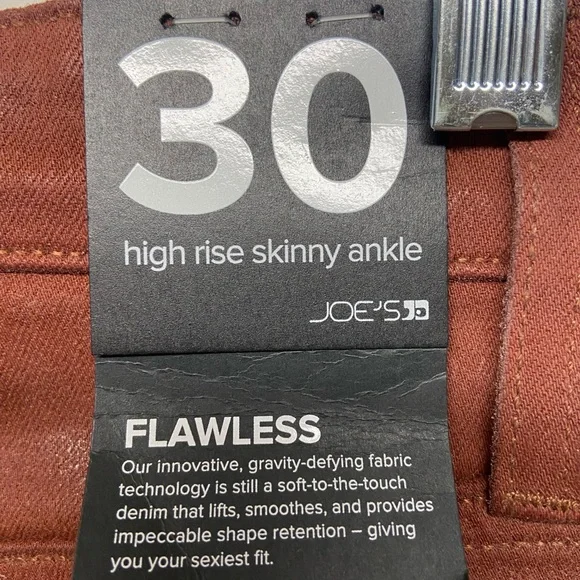 30
high rise skinny ankle
JOE'S
FLAWLESS
Our innovative, gravity-defying fabric
technology is still a soft-to-the-touch
denim that lifts, smoothes, and provides
impeccable shape retention – giving
you your sexiest fit.